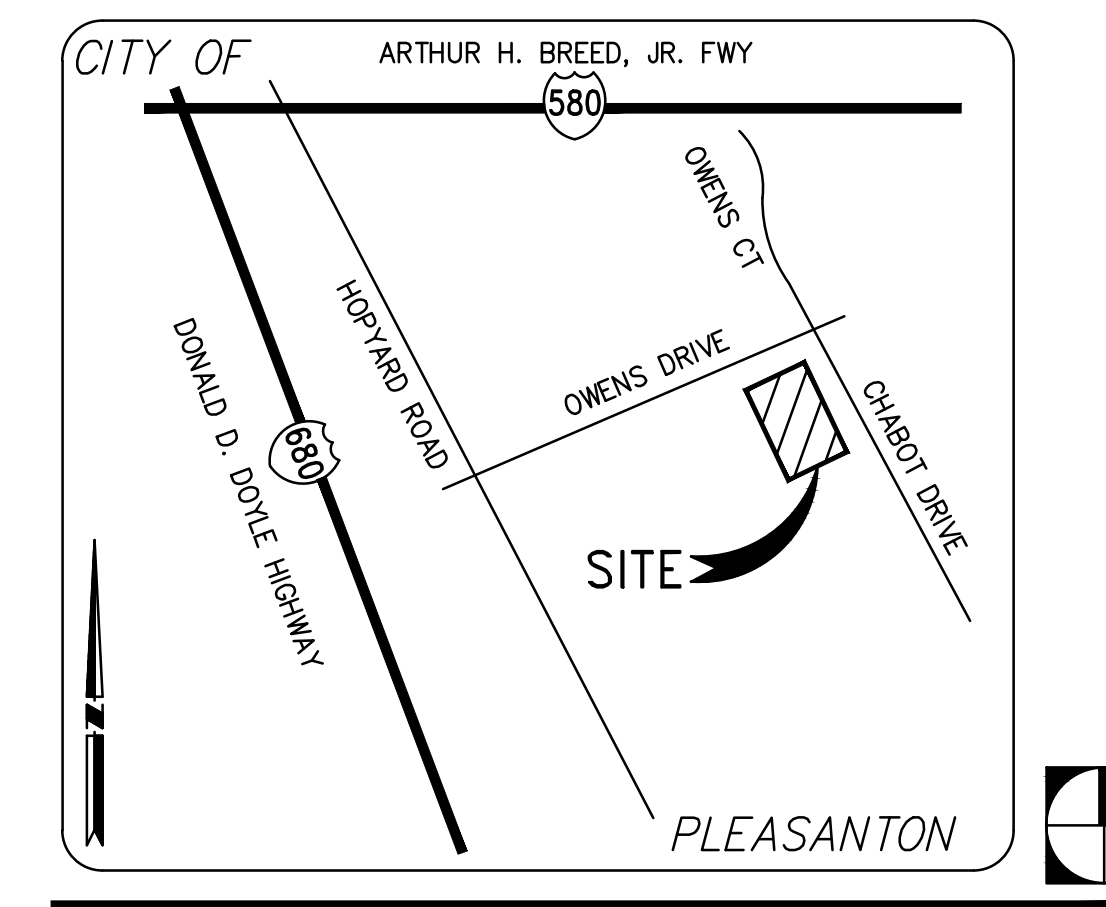 CITY OF
ARTHUR H. BREED, JR. FWY
580
OWENS CT
HOPYARD ROAD
DONALD D. DOYLE HIGHWAY
680
OWENS DRIVE
CHABOT DRIVE
SITE
N
PLEASANTON